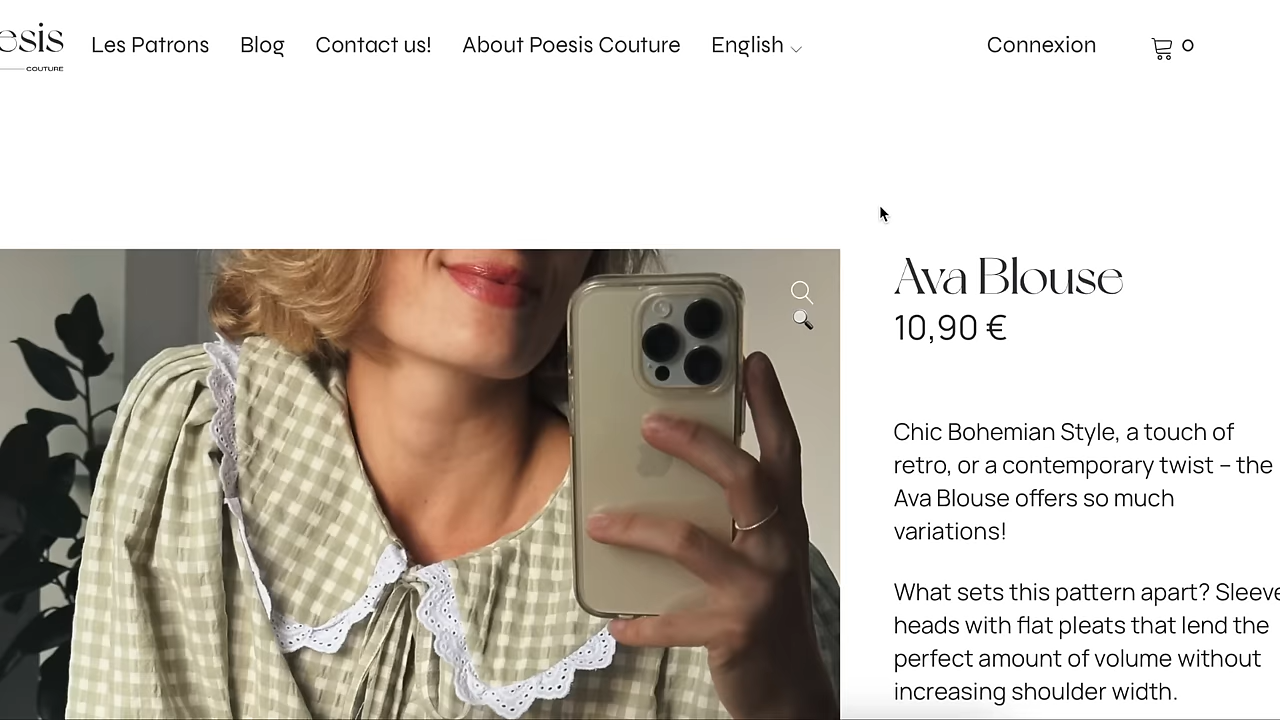 esis
COUTURE
Les Patrons Blog Contact us! About Poesis Couture English Connexion 0
Ava Blouse
10,90 €
Chic Bohemian Style, a touch of
retro, or a contemporary twist – the
Ava Blouse offers so much
variations!
What sets this pattern apart? Sleeve
heads with flat pleats that lend the
perfect amount of volume without
increasing shoulder width.